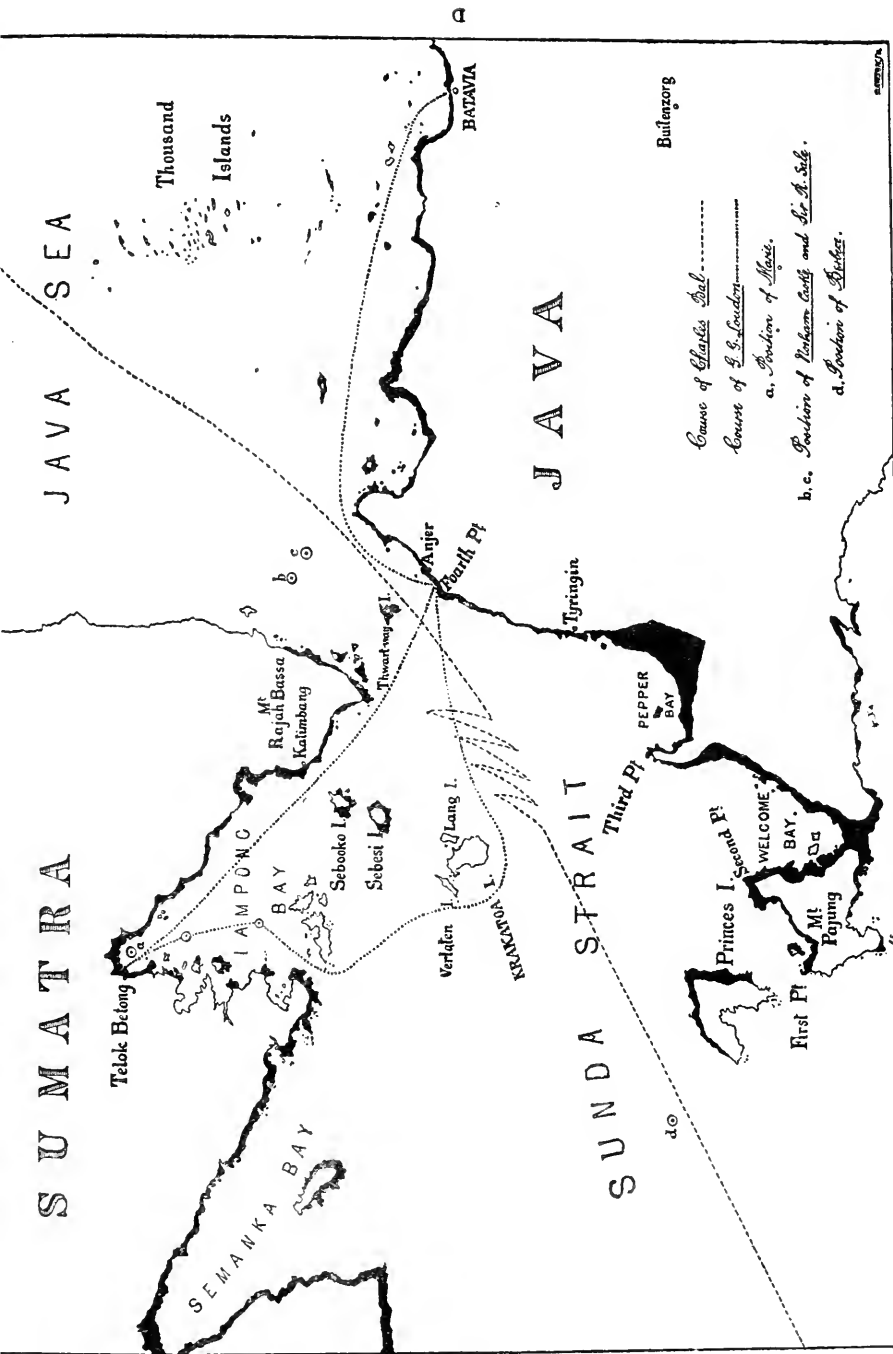 SUMATRA
JAVA SEA
Thousand
Islands
Telok Betong
a
LAMPONG
BAY
Mt
Rajah Bassa
Kalimbang
b
c
SEMANKA BAY
Sebooko I.
Sebesi I.
Thwart-way I.
Anjer
Fourth Pt
BATAVIA
Verlaten I.
Lang I.
KRAKATOA I.
Tyringin
JAVA
Buitenzorg
SUNDA STRAIT
PEPPER
BAY
Third Pt
d
Princes I.
Second Pt
WELCOME
BAY.
First Pt
Mt
Pajung
Course of Charles Bal
Course of G. G. Loudon
a. Position of Marie.
b, c. Position of Norham Castle and Sir R. Sale.
d. Position of Berbice.